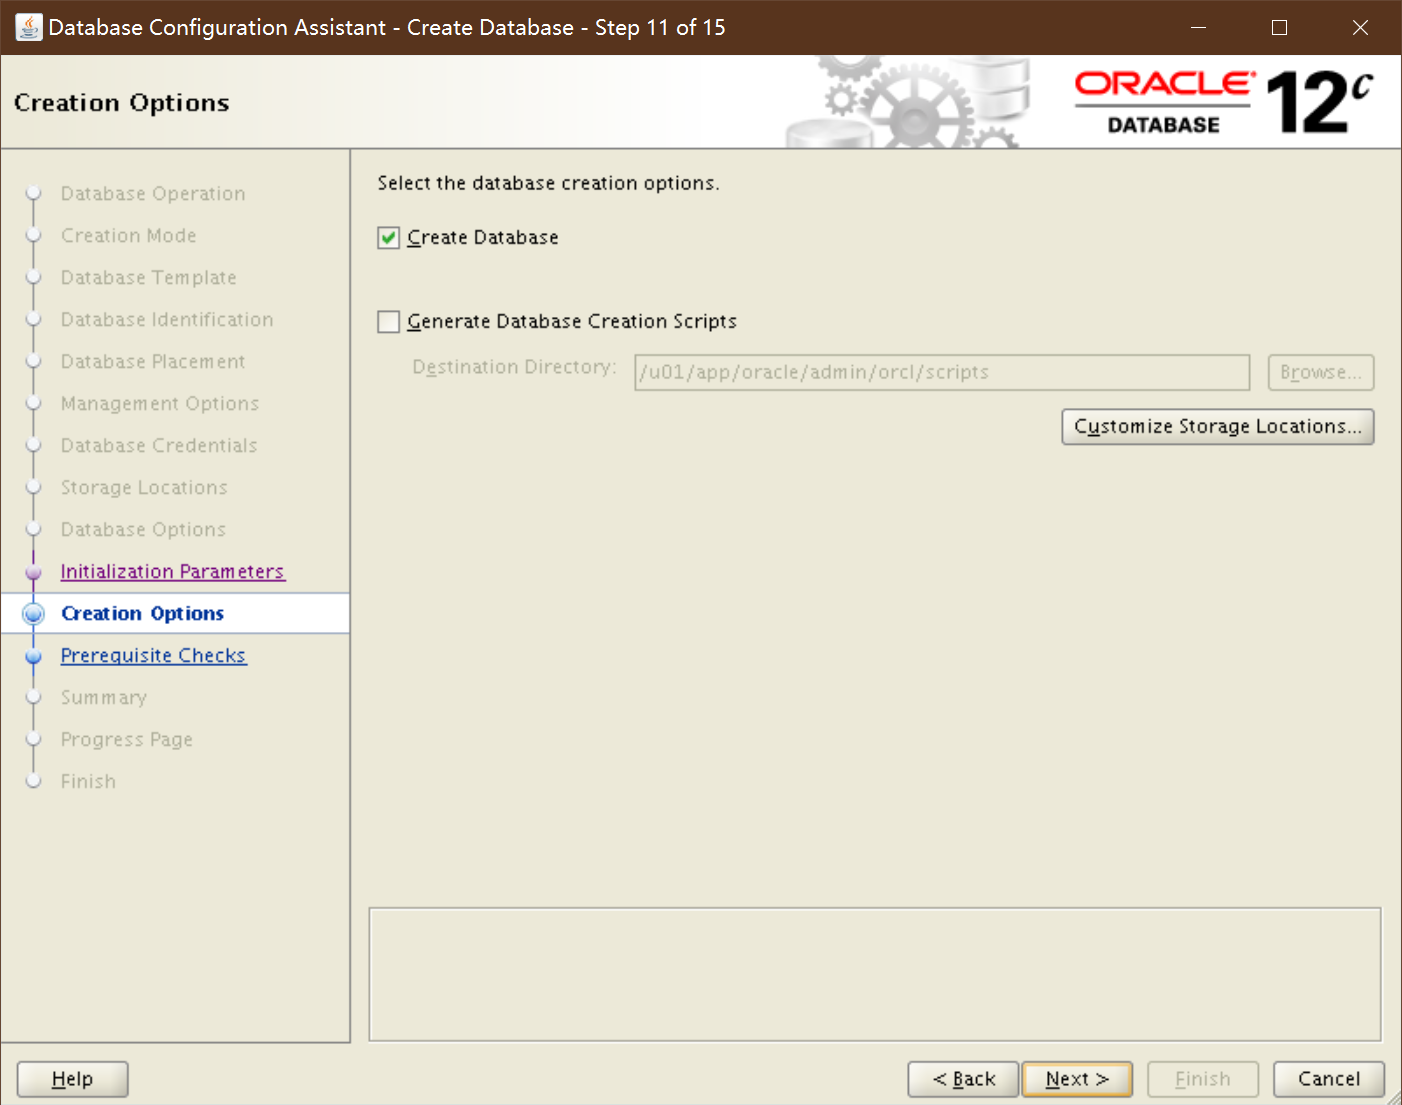 Database Configuration Assistant - Create Database - Step 11 of 15
Creation Options
ORACLE
DATABASE
12c
Database Operation
Creation Mode
Database Template
Database Identification
Database Placement
Management Options
Database Credentials
Storage Locations
Database Options
Initialization Parameters
Creation Options
Prerequisite Checks
Summary
Progress Page
Finish
Select the database creation options.
Create Database
Generate Database Creation Scripts
Destination Directory: /u01/app/oracle/admin/orcl/scripts Browse...
Customize Storage Locations...
Help < Back Next > Finish Cancel